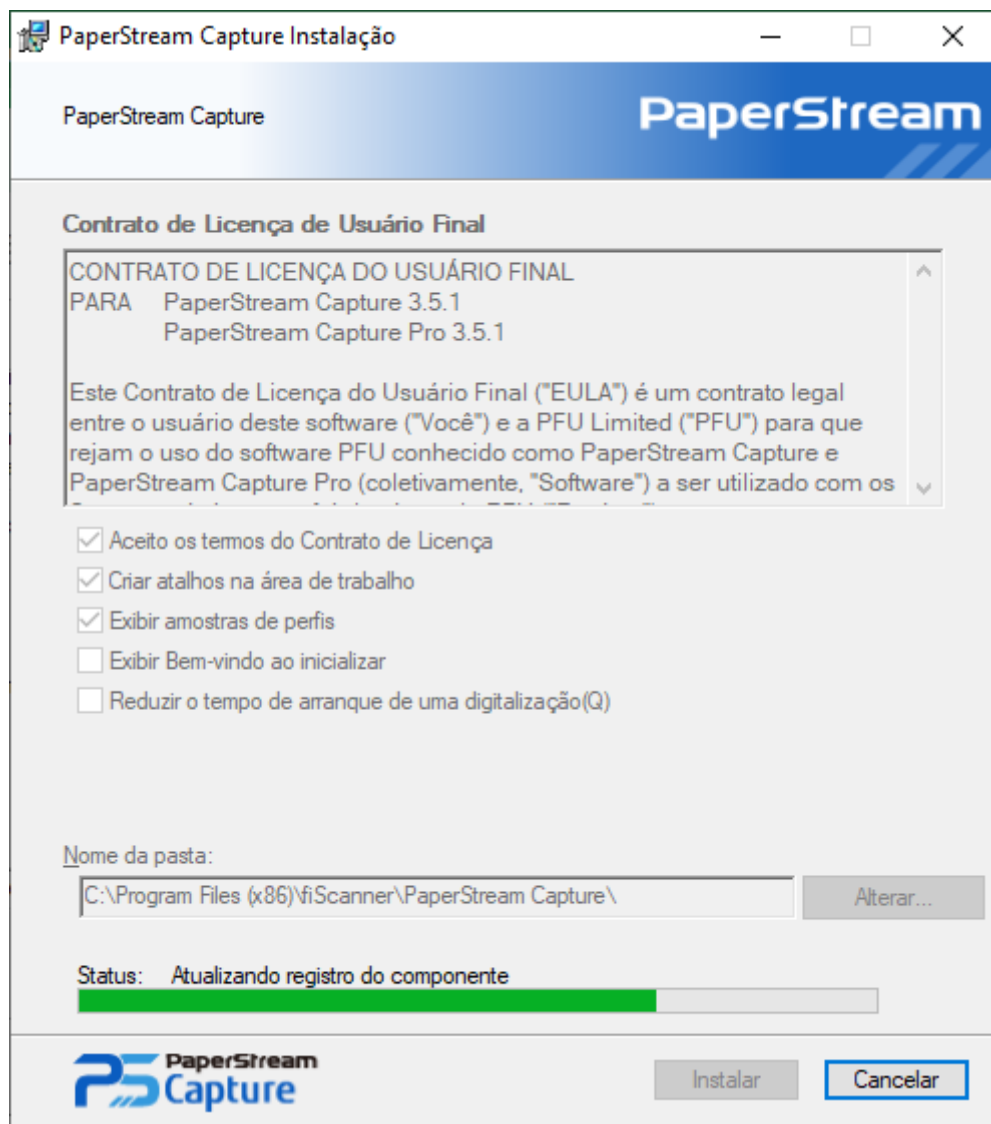 PaperStream Capture Instalação
PaperStream Capture
PaperStream
Contrato de Licença de Usuário Final
CONTRATO DE LICENÇA DO USUÁRIO FINAL
PARA PaperStream Capture 3.5.1
PaperStream Capture Pro 3.5.1
Este Contrato de Licença do Usuário Final ("EULA") é um contrato legal
entre o usuário deste software ("Você") e a PFU Limited ("PFU") para que
rejam o uso do software PFU conhecido como PaperStream Capture e
PaperStream Capture Pro (coletivamente, "Software") a ser utilizado com os
Aceito os termos do Contrato de Licença
Criar atalhos na área de trabalho
Exibir amostras de perfis
Exibir Bem-vindo ao inicializar
Reduzir o tempo de arranque de uma digitalização(Q)
Nome da pasta:
C:\Program Files (x86)\fiScanner\PaperStream Capture\
Alterar...
Status: Atualizando registro do componente
PS PaperStream
Capture
Instalar
Cancelar